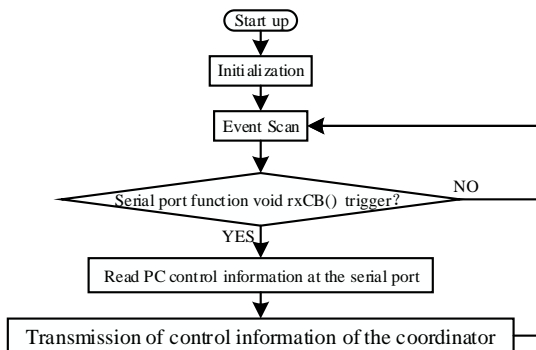 Start up
Initialization
Event Scan
Serial port function void rxCB() trigger?
NO
YES
Read PC control information at the serial port
Transmission of control information of the coordinator